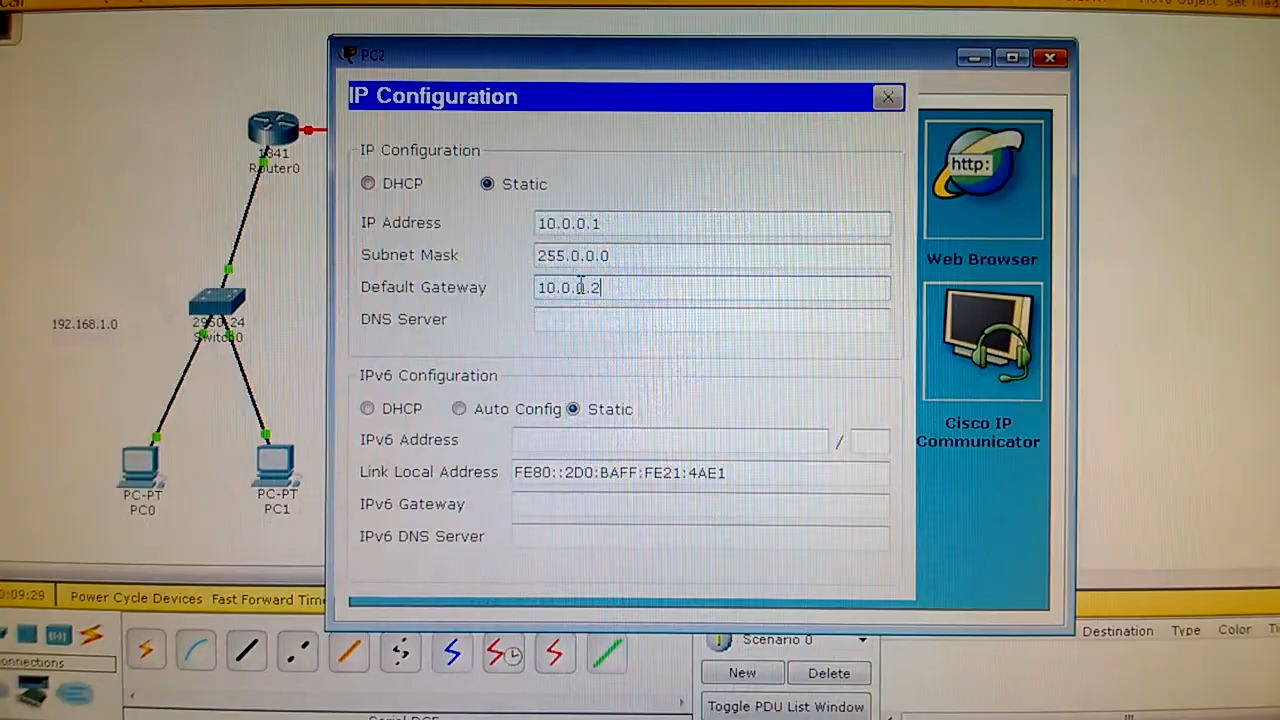 PC2
IP Configuration
http:
IP Configuration
DHCP
Static
IP Address
10.0.0.1
Subnet Mask
255.0.0.0
Web Browser
Default Gateway
10.0.0.2
DNS Server
1841
Router0
192.168.1.0
2950-24
Switch0
IPv6 Configuration
DHCP
Auto Config
Static
Cisco IP
Communicator
IPv6 Address
/
Link Local Address
FE80::2D0:BAFF:FE21:4AE1
PC-PT
PC0
PC-PT
PC1
IPv6 Gateway
IPv6 DNS Server
Power Cycle Devices Fast Forward Time
Scenario 0
Destination Type Color
New
Delete
Toggle PDU List Window